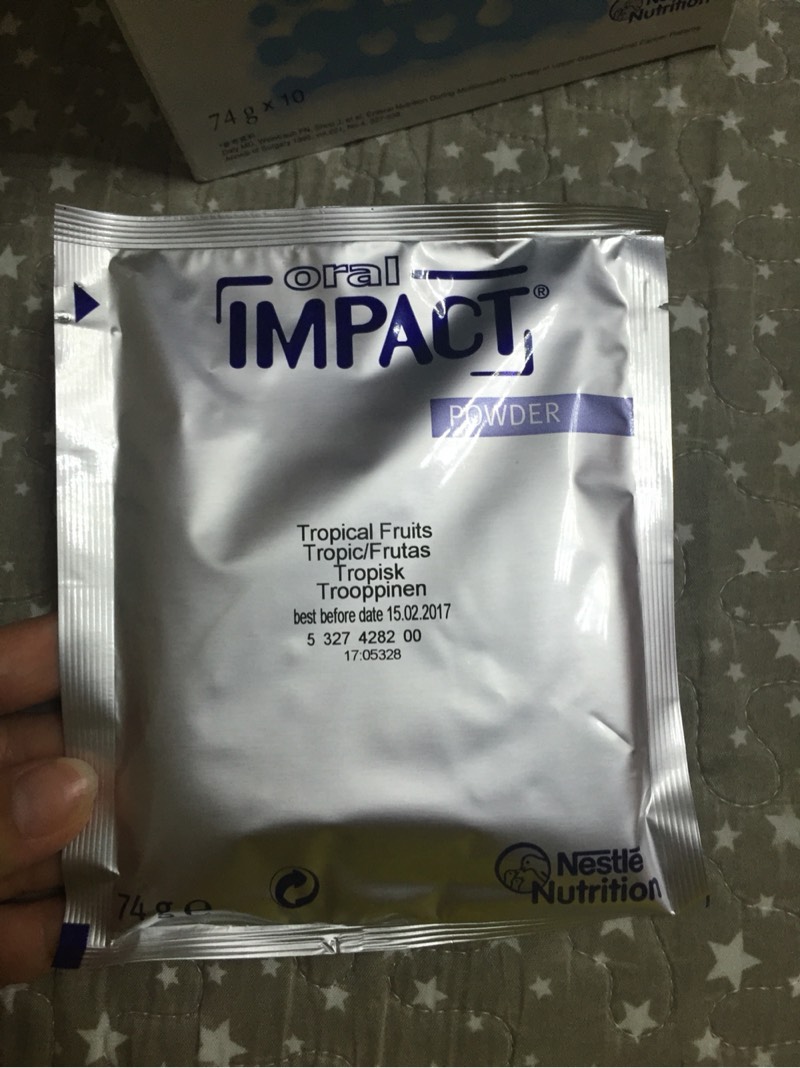 Nutrition
74 g x 10
oral
IMPACT®
POWDER
Tropical Fruits
Tropic/Frutas
Tropisk
Trooppinen
best before date 15.02.2017
5 327 4282 00
17:05328
74 g e
Nestlé
Nutrition